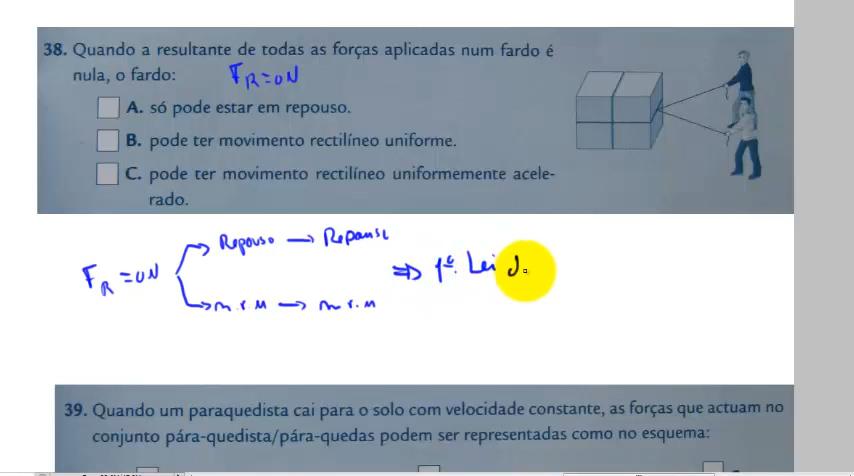 38. Quando a resultante de todas as forças aplicadas num fardo é
nula, o fardo: FR=0N
A. só pode estar em repouso.
B. pode ter movimento rectilíneo uniforme.
C. pode ter movimento rectilíneo uniformemente acele-
rado.
Repouso → Repouso
FR=0N ⇒ 1ª. Lei d
m.r.u → m.r.u
39. Quando um paraquedista cai para o solo com velocidade constante, as forças que actuam no
conjunto pára-quedista/pára-quedas podem ser representadas como no esquema: